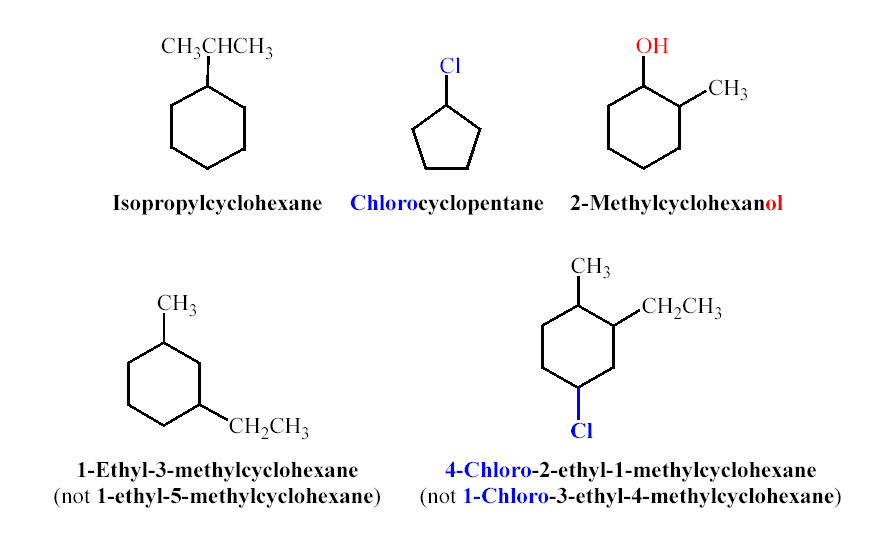 CH3CHCH3
Cl
OH
CH3
Isopropylcyclohexane
Chlorocyclopentane
2-Methylcyclohexanol
CH3
CH2CH3
1-Ethyl-3-methylcyclohexane
(not 1-ethyl-5-methylcyclohexane)
CH3
CH2CH3
Cl
4-Chloro-2-ethyl-1-methylcyclohexane
(not 1-Chloro-3-ethyl-4-methylcyclohexane)